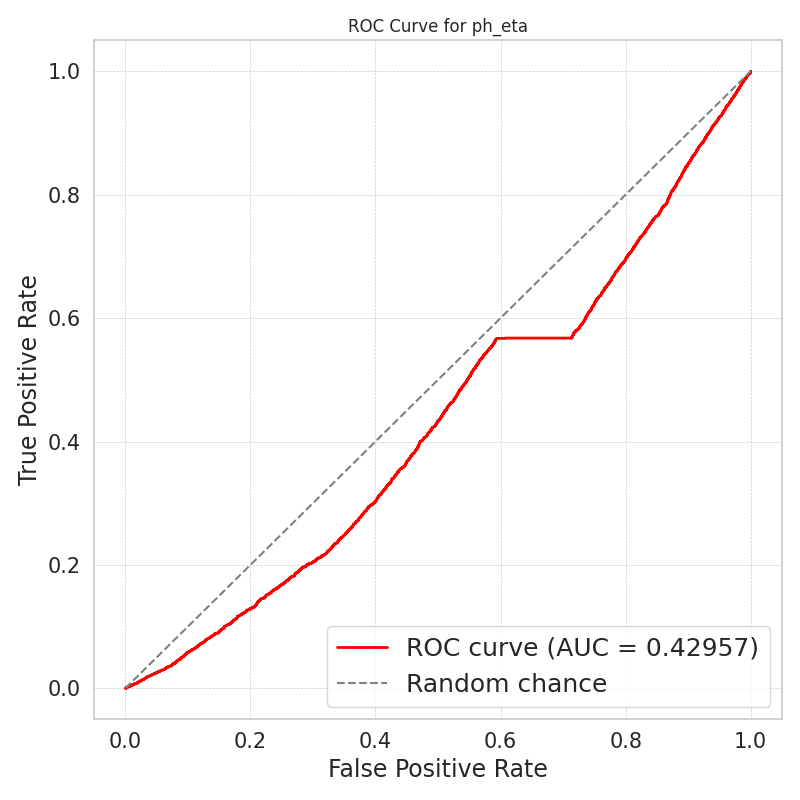 ROC Curve for ph_eta
True Positive Rate
1.0
0.8
0.6
0.4
0.2
0.0
ROC curve (AUC = 0.42957)
Random chance
0.0 0.2 0.4 0.6 0.8 1.0
False Positive Rate